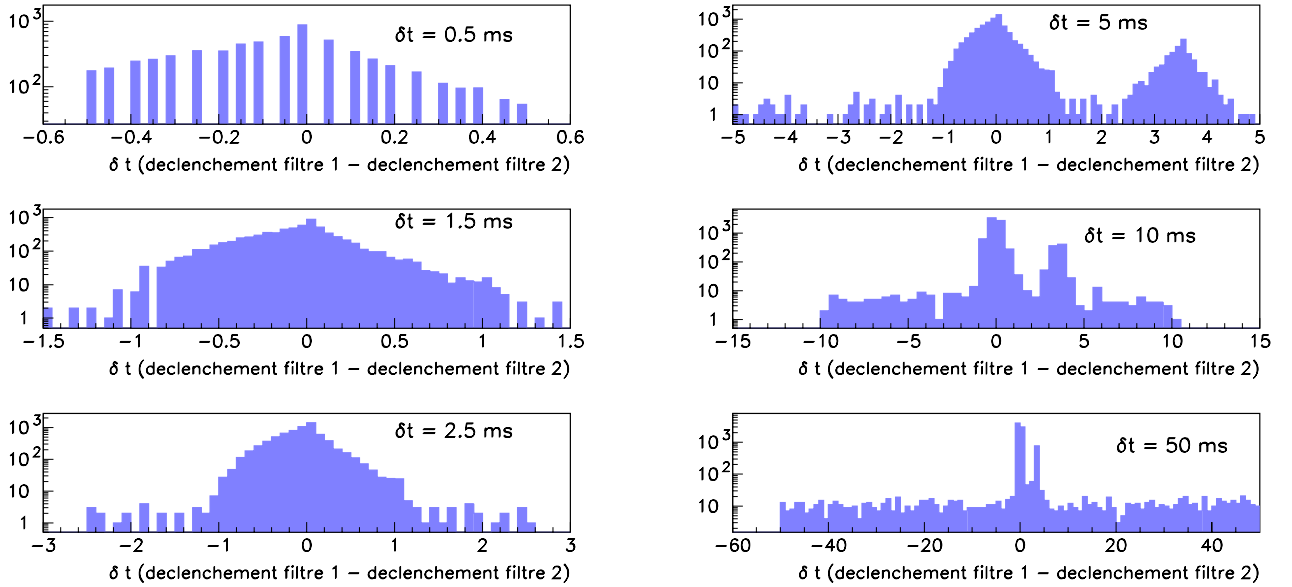 10³
δt = 0.5 ms
10²
−0.6 −0.4 −0.2 0 0.2 0.4 0.6
δ t (declenchement filtre 1 − declenchement filtre 2)
10³
δt = 5 ms
10²
10
1
−5 −4 −3 −2 −1 0 1 2 3 4 5
δ t (declenchement filtre 1 − declenchement filtre 2)
10³
δt = 1.5 ms
10²
10
1
−1.5 −1 −0.5 0 0.5 1 1.5
δ t (declenchement filtre 1 − declenchement filtre 2)
10³
δt = 10 ms
10²
10
1
−15 −10 −5 0 5 10 15
δ t (declenchement filtre 1 − declenchement filtre 2)
10³
δt = 2.5 ms
10²
10
1
−3 −2 −1 0 1 2 3
δ t (declenchement filtre 1 − declenchement filtre 2)
10³
δt = 50 ms
10²
10
−60 −40 −20 0 20 40
δ t (declenchement filtre 1 − declenchement filtre 2)